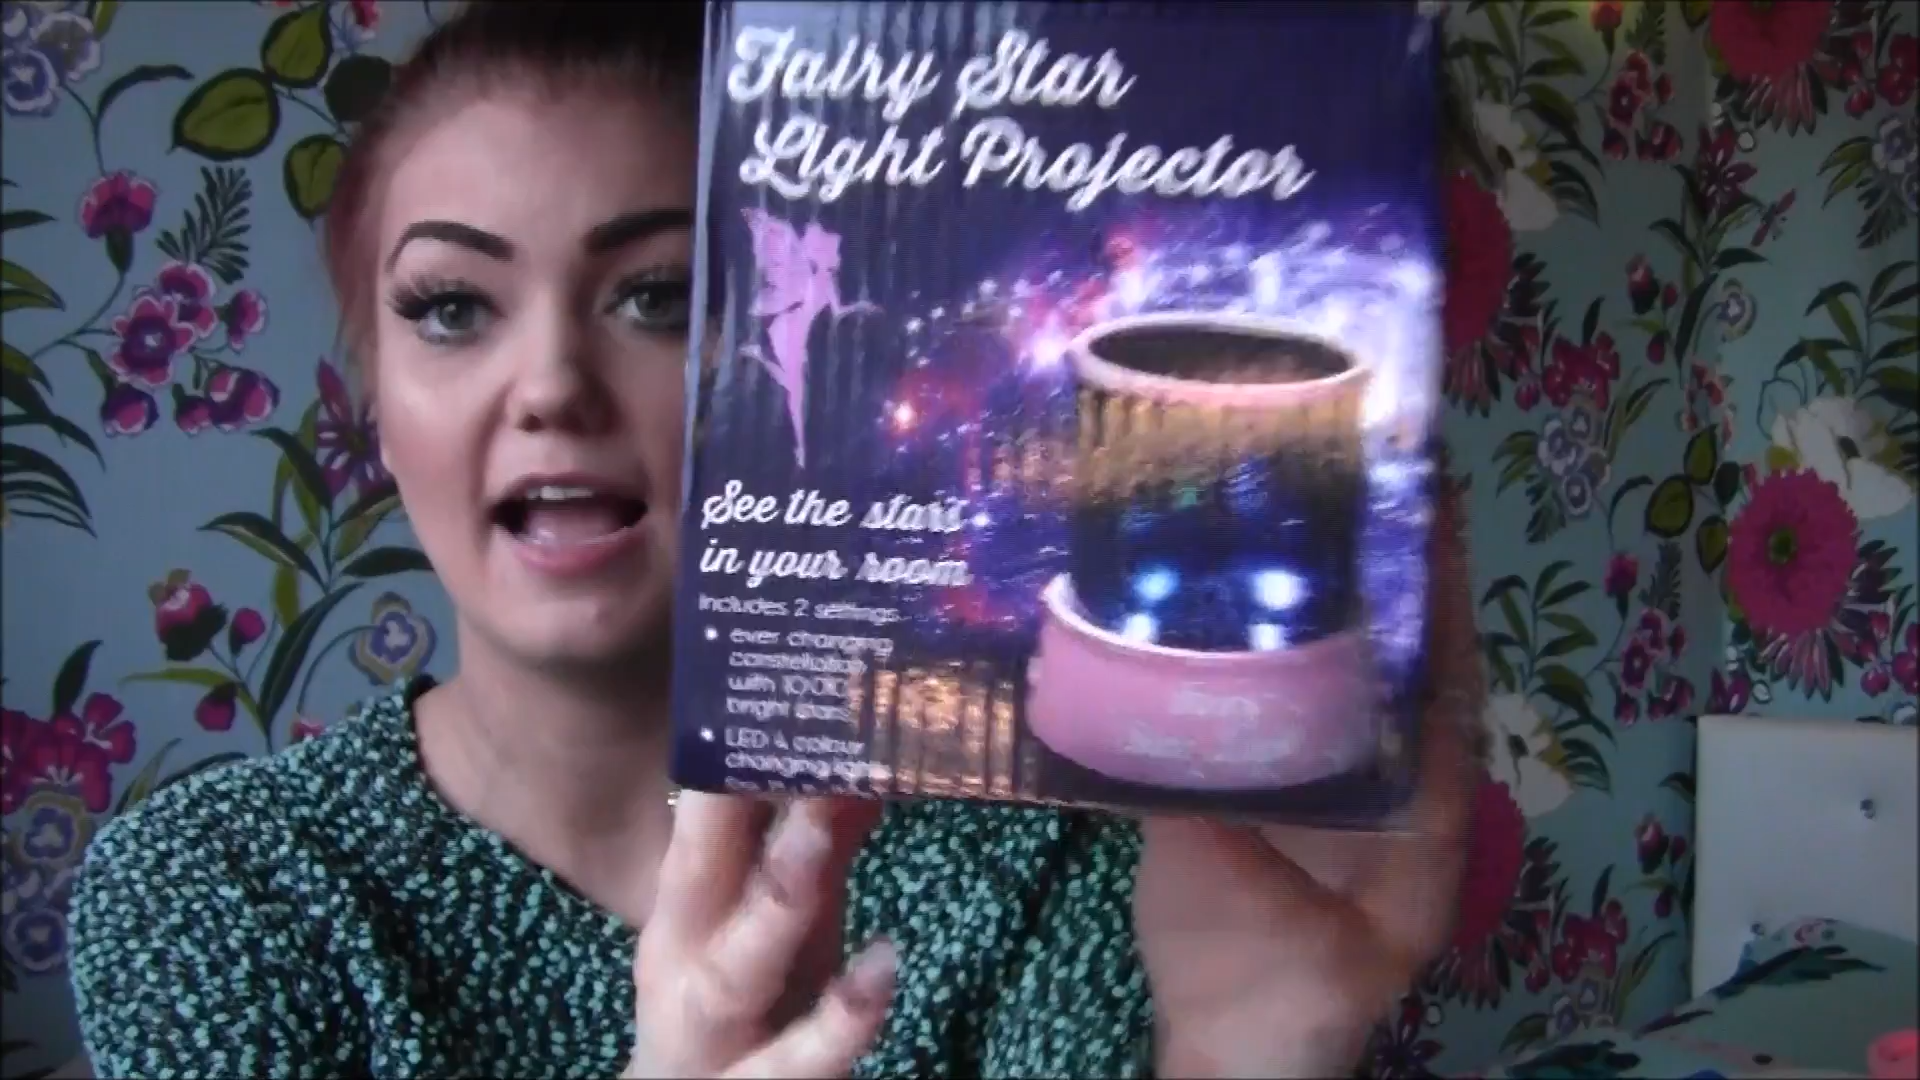 Fairy Star
Light Projector
See the stars
in your room
Includes 2 settings
ever changing
constellation
with 10,000
bright stars
LED 4 colour
changing lights